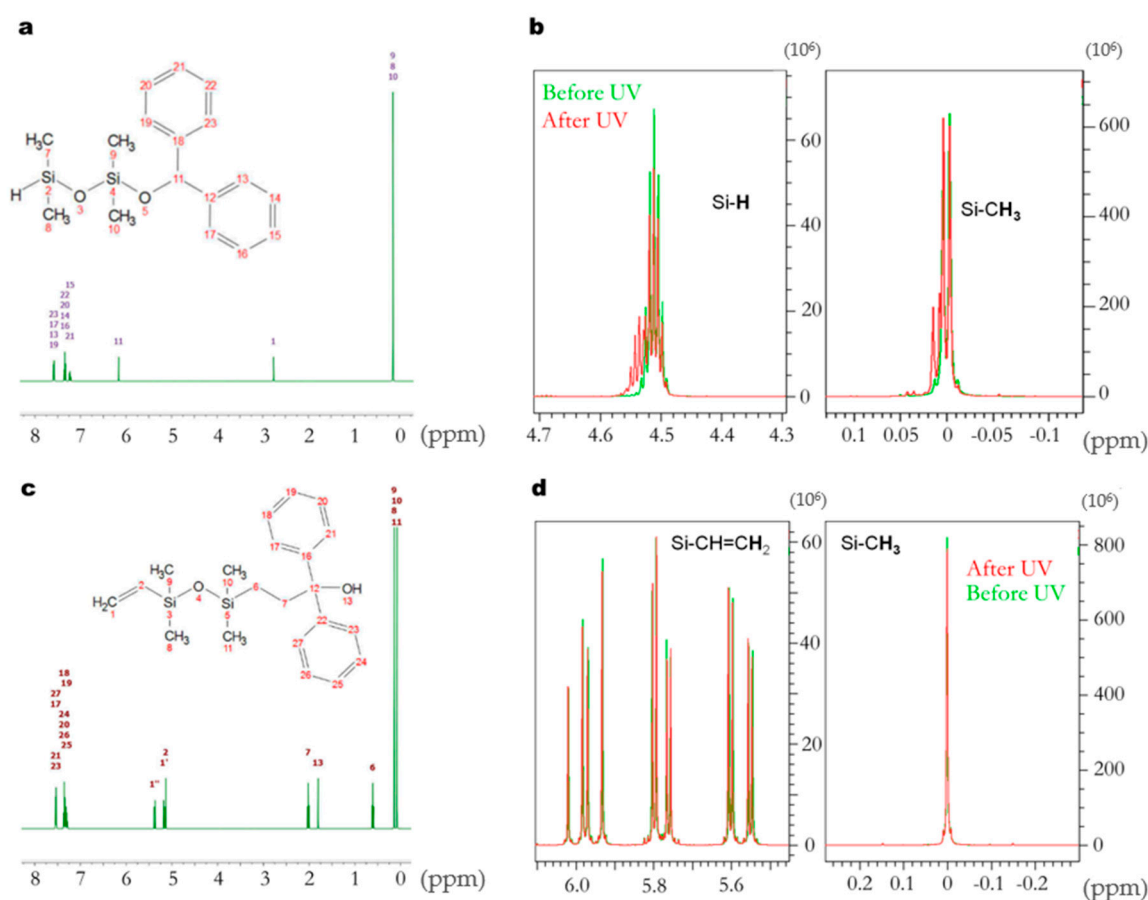 a
9
8
10
21
20
22
19
23
18
H₃C
7
CH₃
9
11
13
14
Si
2
H
O
3
Si
4
O
5
12
15
H₃C
8
CH₃
10
17
16
15
22
20
14
16
21
23
17
13
19
11
1
8 7 6 5 4 3 2 1 0 (ppm)
b
(10⁶)
(10⁶)
Before UV
After UV
Si-H
Si-CH₃
60
40
20
0
600
400
200
0
4.7 4.6 4.5 4.4 4.3
0.1 0.05 0 -0.05 -0.1
(ppm)
c
9
10
8
11
19
18
20
17
21
16
H₃C
9
CH₃
10
2
H₂C
1
Si
3
O
4
Si
5
6
7
12
OH
13
CH₃
8
CH₃
11
22
23
27
24
26
25
18
19
27
17
24
20
26
25
21
23
2
1'
1''
7
13
6
8 7 6 5 4 3 2 1 0 (ppm)
d
(10⁶)
(10⁶)
Si-CH=CH₂
Si-CH₃
After UV
Before UV
60
40
20
0
800
600
400
200
0
6.0 5.8 5.6
0.2 0.1 0 -0.1 -0.2
(ppm)